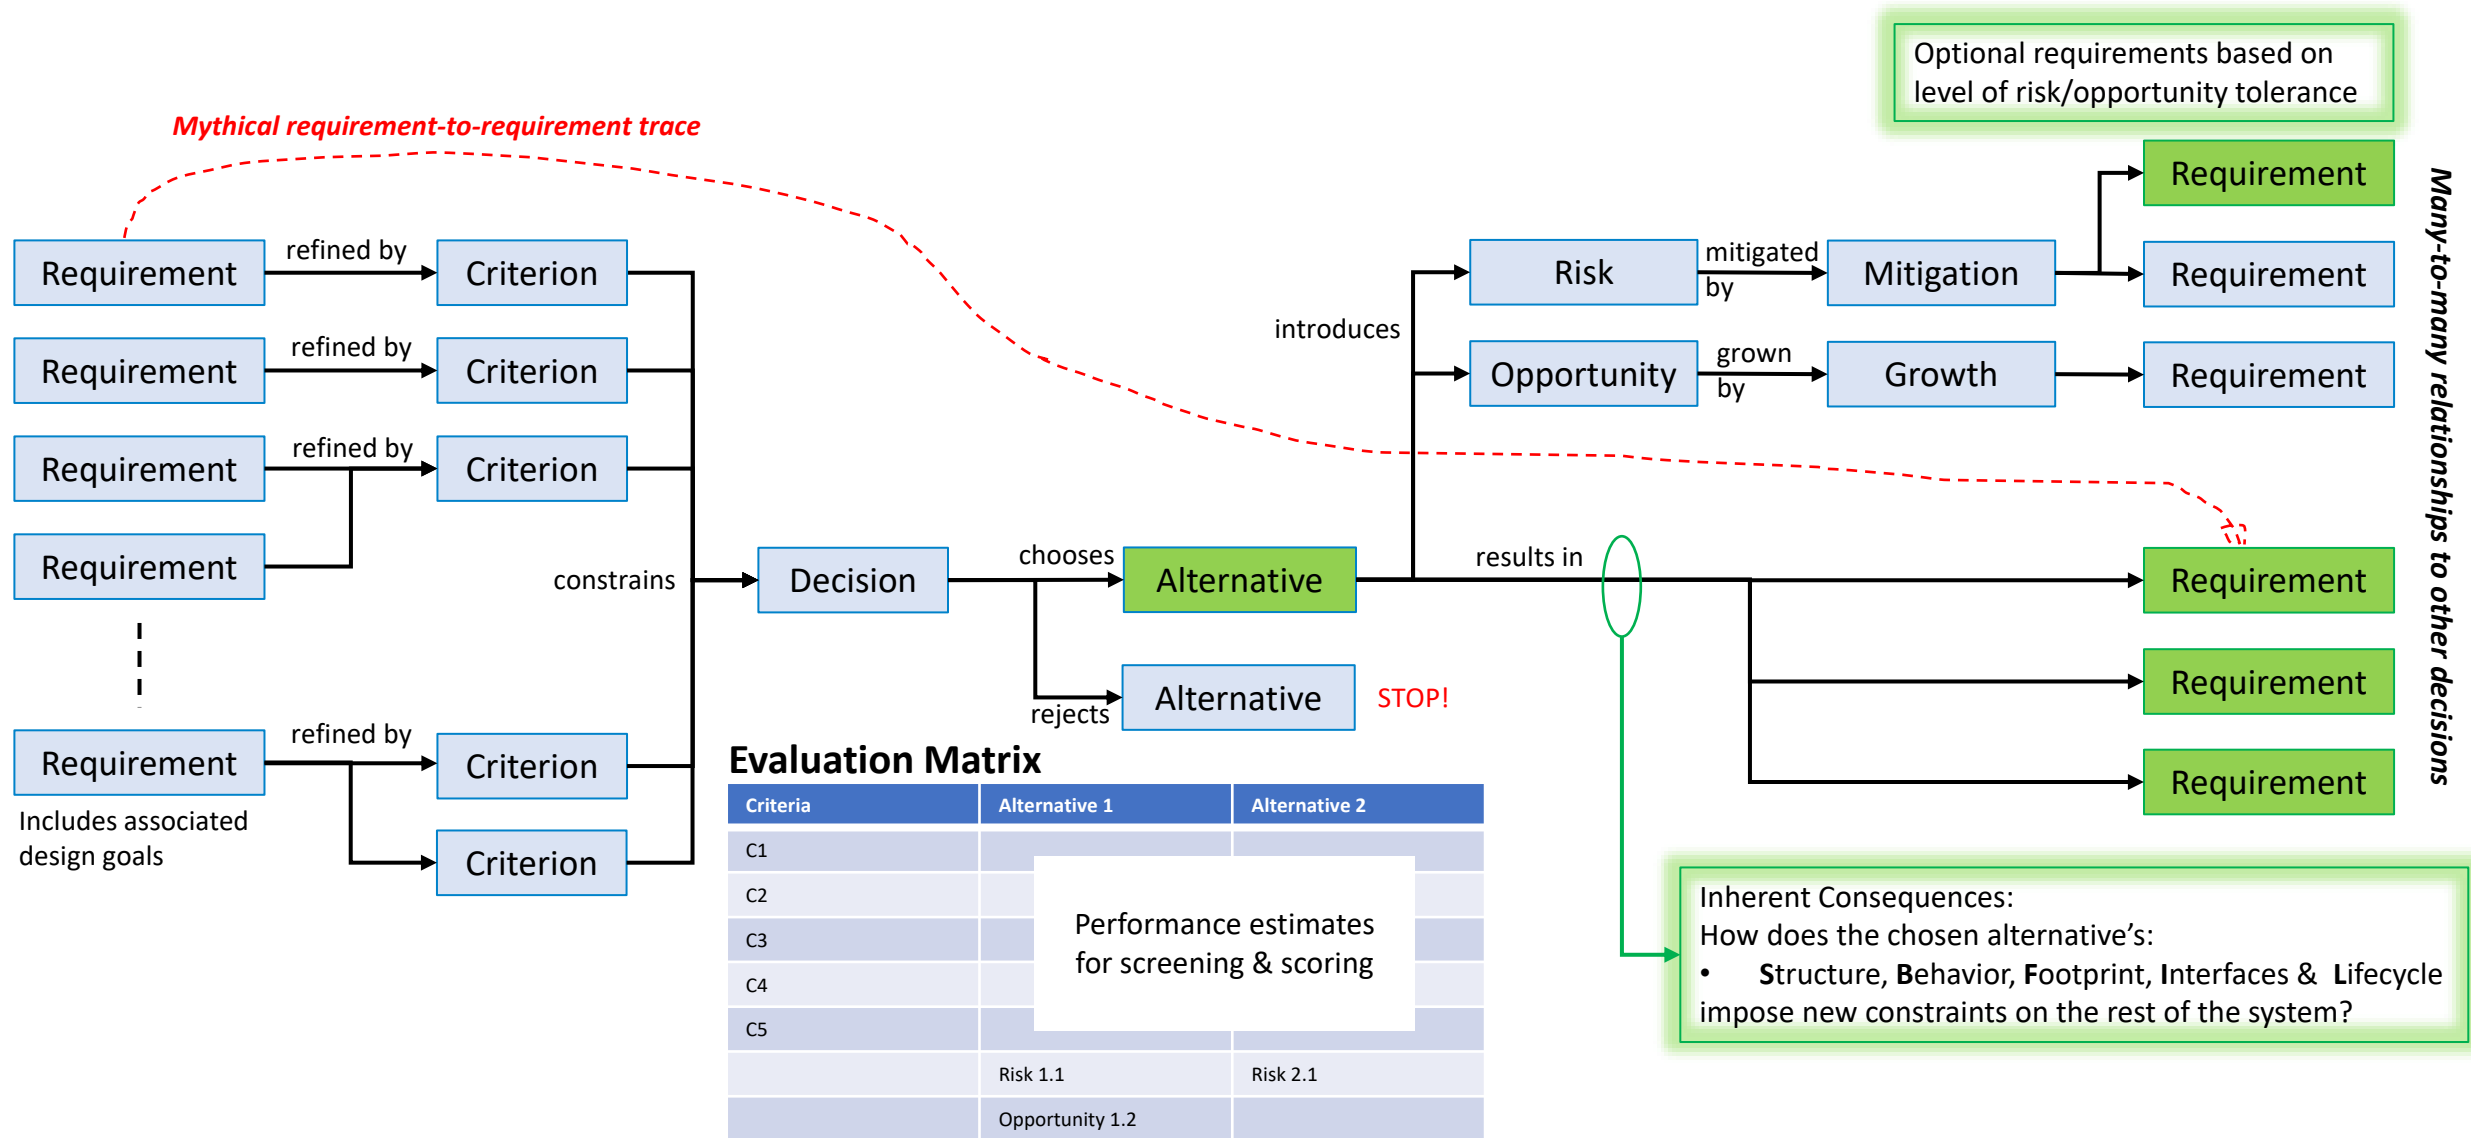 Optional requirements based on
level of risk/opportunity tolerance
Mythical requirement-to-requirement trace
Many-to-many relationships to other decisions
Requirement
refined by
Criterion
Requirement
refined by
Criterion
Requirement
refined by
Criterion
Requirement
Requirement
refined by
Criterion
Includes associated
design goals
Criterion
constrains
Decision
chooses
Alternative
rejects
Alternative
STOP!
introduces
Risk
mitigated
by
Mitigation
Requirement
Requirement
Opportunity
grown
by
Growth
Requirement
results in
Requirement
Requirement
Requirement
Evaluation Matrix
Criteria Alternative 1 Alternative 2
C1
C2
C3
C4
C5
Performance estimates
for screening & scoring
Risk 1.1 Risk 2.1
Opportunity 1.2
Inherent Consequences:
How does the chosen alternative’s:
• Structure, Behavior, Footprint, Interfaces & Lifecycle
impose new constraints on the rest of the system?